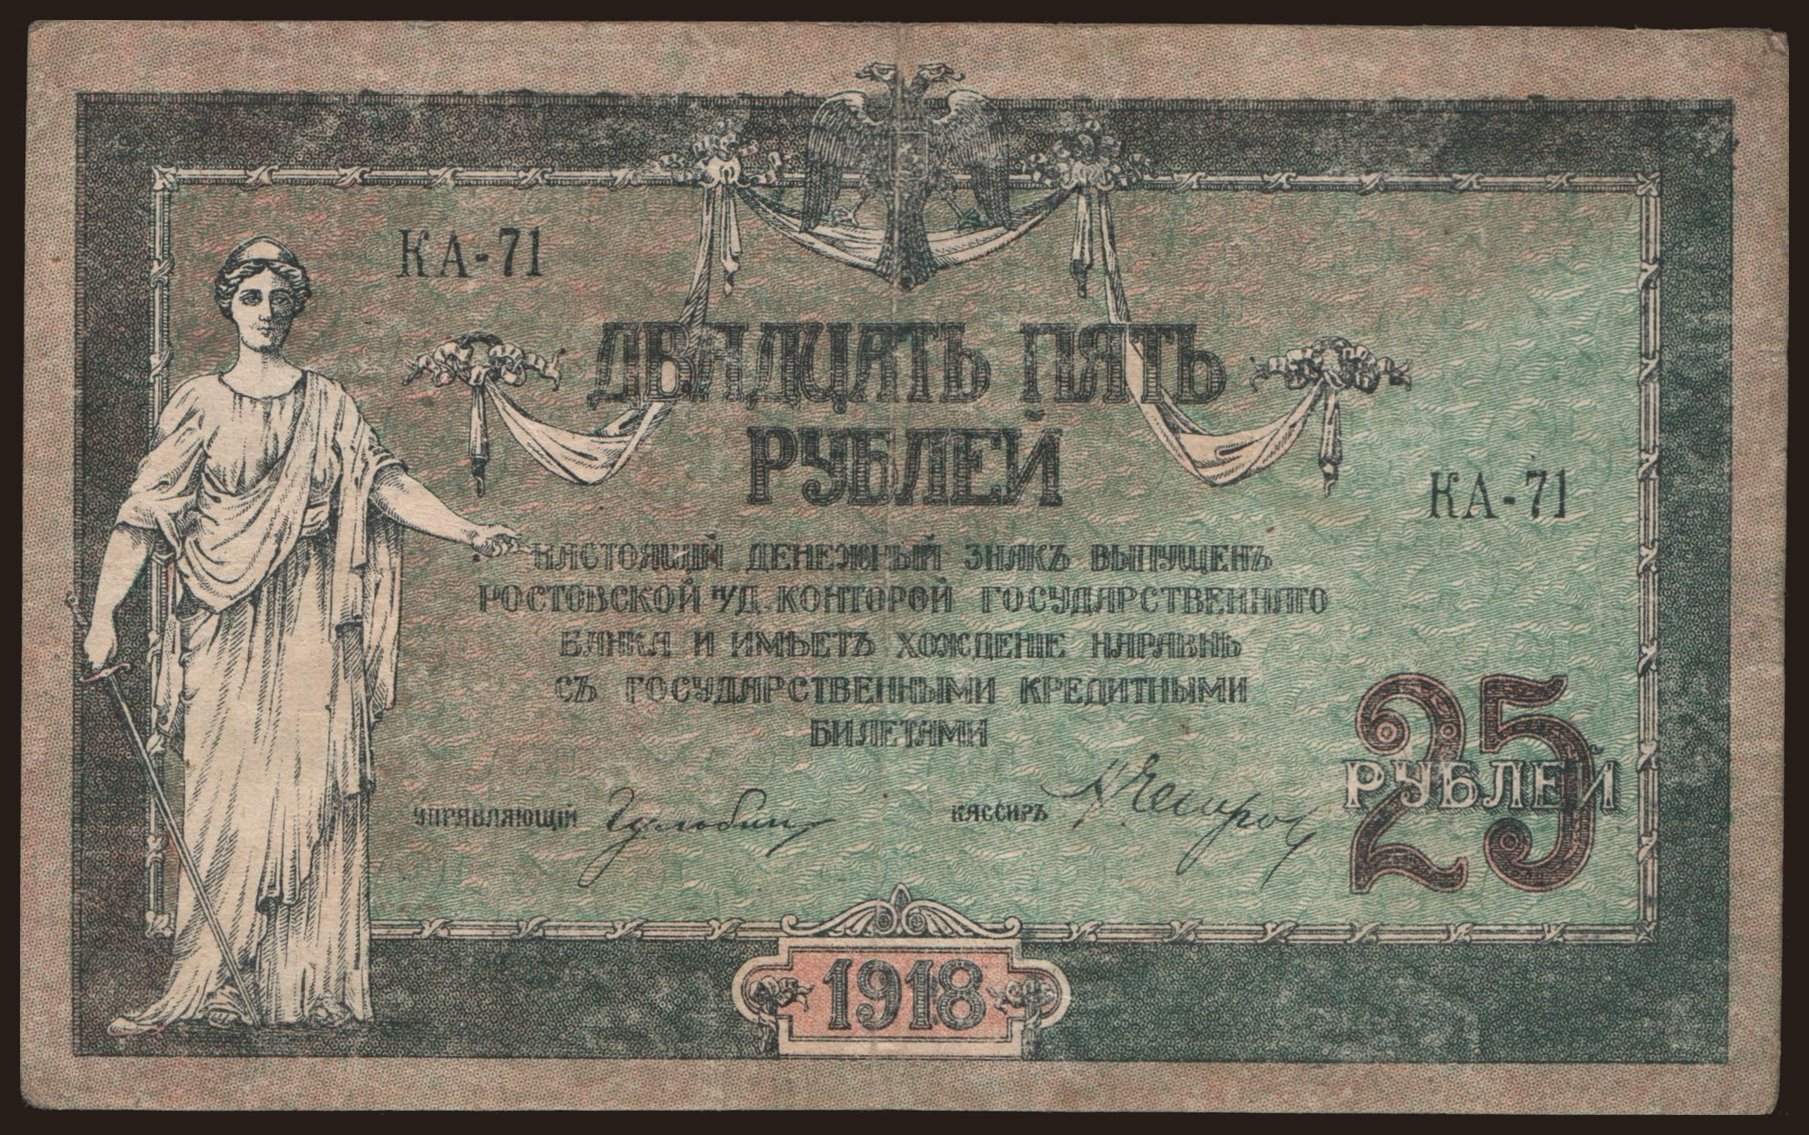 КА-71
ДВАДЦАТЬ ПЯТЬ
РУБЛЕЙ
КА-71
НАСТОЯЩІЙ ДЕНЕЖНЫЙ ЗНАКЪ ВЫПУЩЕНЪ
РОСТОВСКОЙ Н/Д. КОНТОРОЙ ГОСУДАРСТВЕННАГО
БАНКА И ИМѢЕТЪ ХОЖДЕНІЕ НАРАВНѢ
СЪ ГОСУДАРСТВЕННЫМИ КРЕДИТНЫМИ
БИЛЕТАМИ
25
РУБЛЕЙ
УПРАВЛЯЮЩІЙ КАССИРЪ
1918